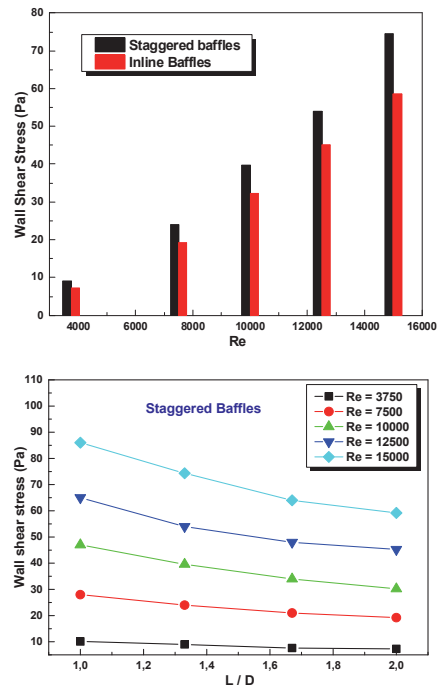 80
70
60
50
40
30
20
10
0
Wall Shear Stress (Pa)
Staggered baffles
Inline Baffles
4000 6000 8000 10000 12000 14000 16000
Re
110
100
90
80
70
60
50
40
30
20
10
Wall shear stress (Pa)
Staggered Baffles
Re = 3750
Re = 7500
Re = 10000
Re = 12500
Re = 15000
1,0 1,2 1,4 1,6 1,8 2,0
L / D